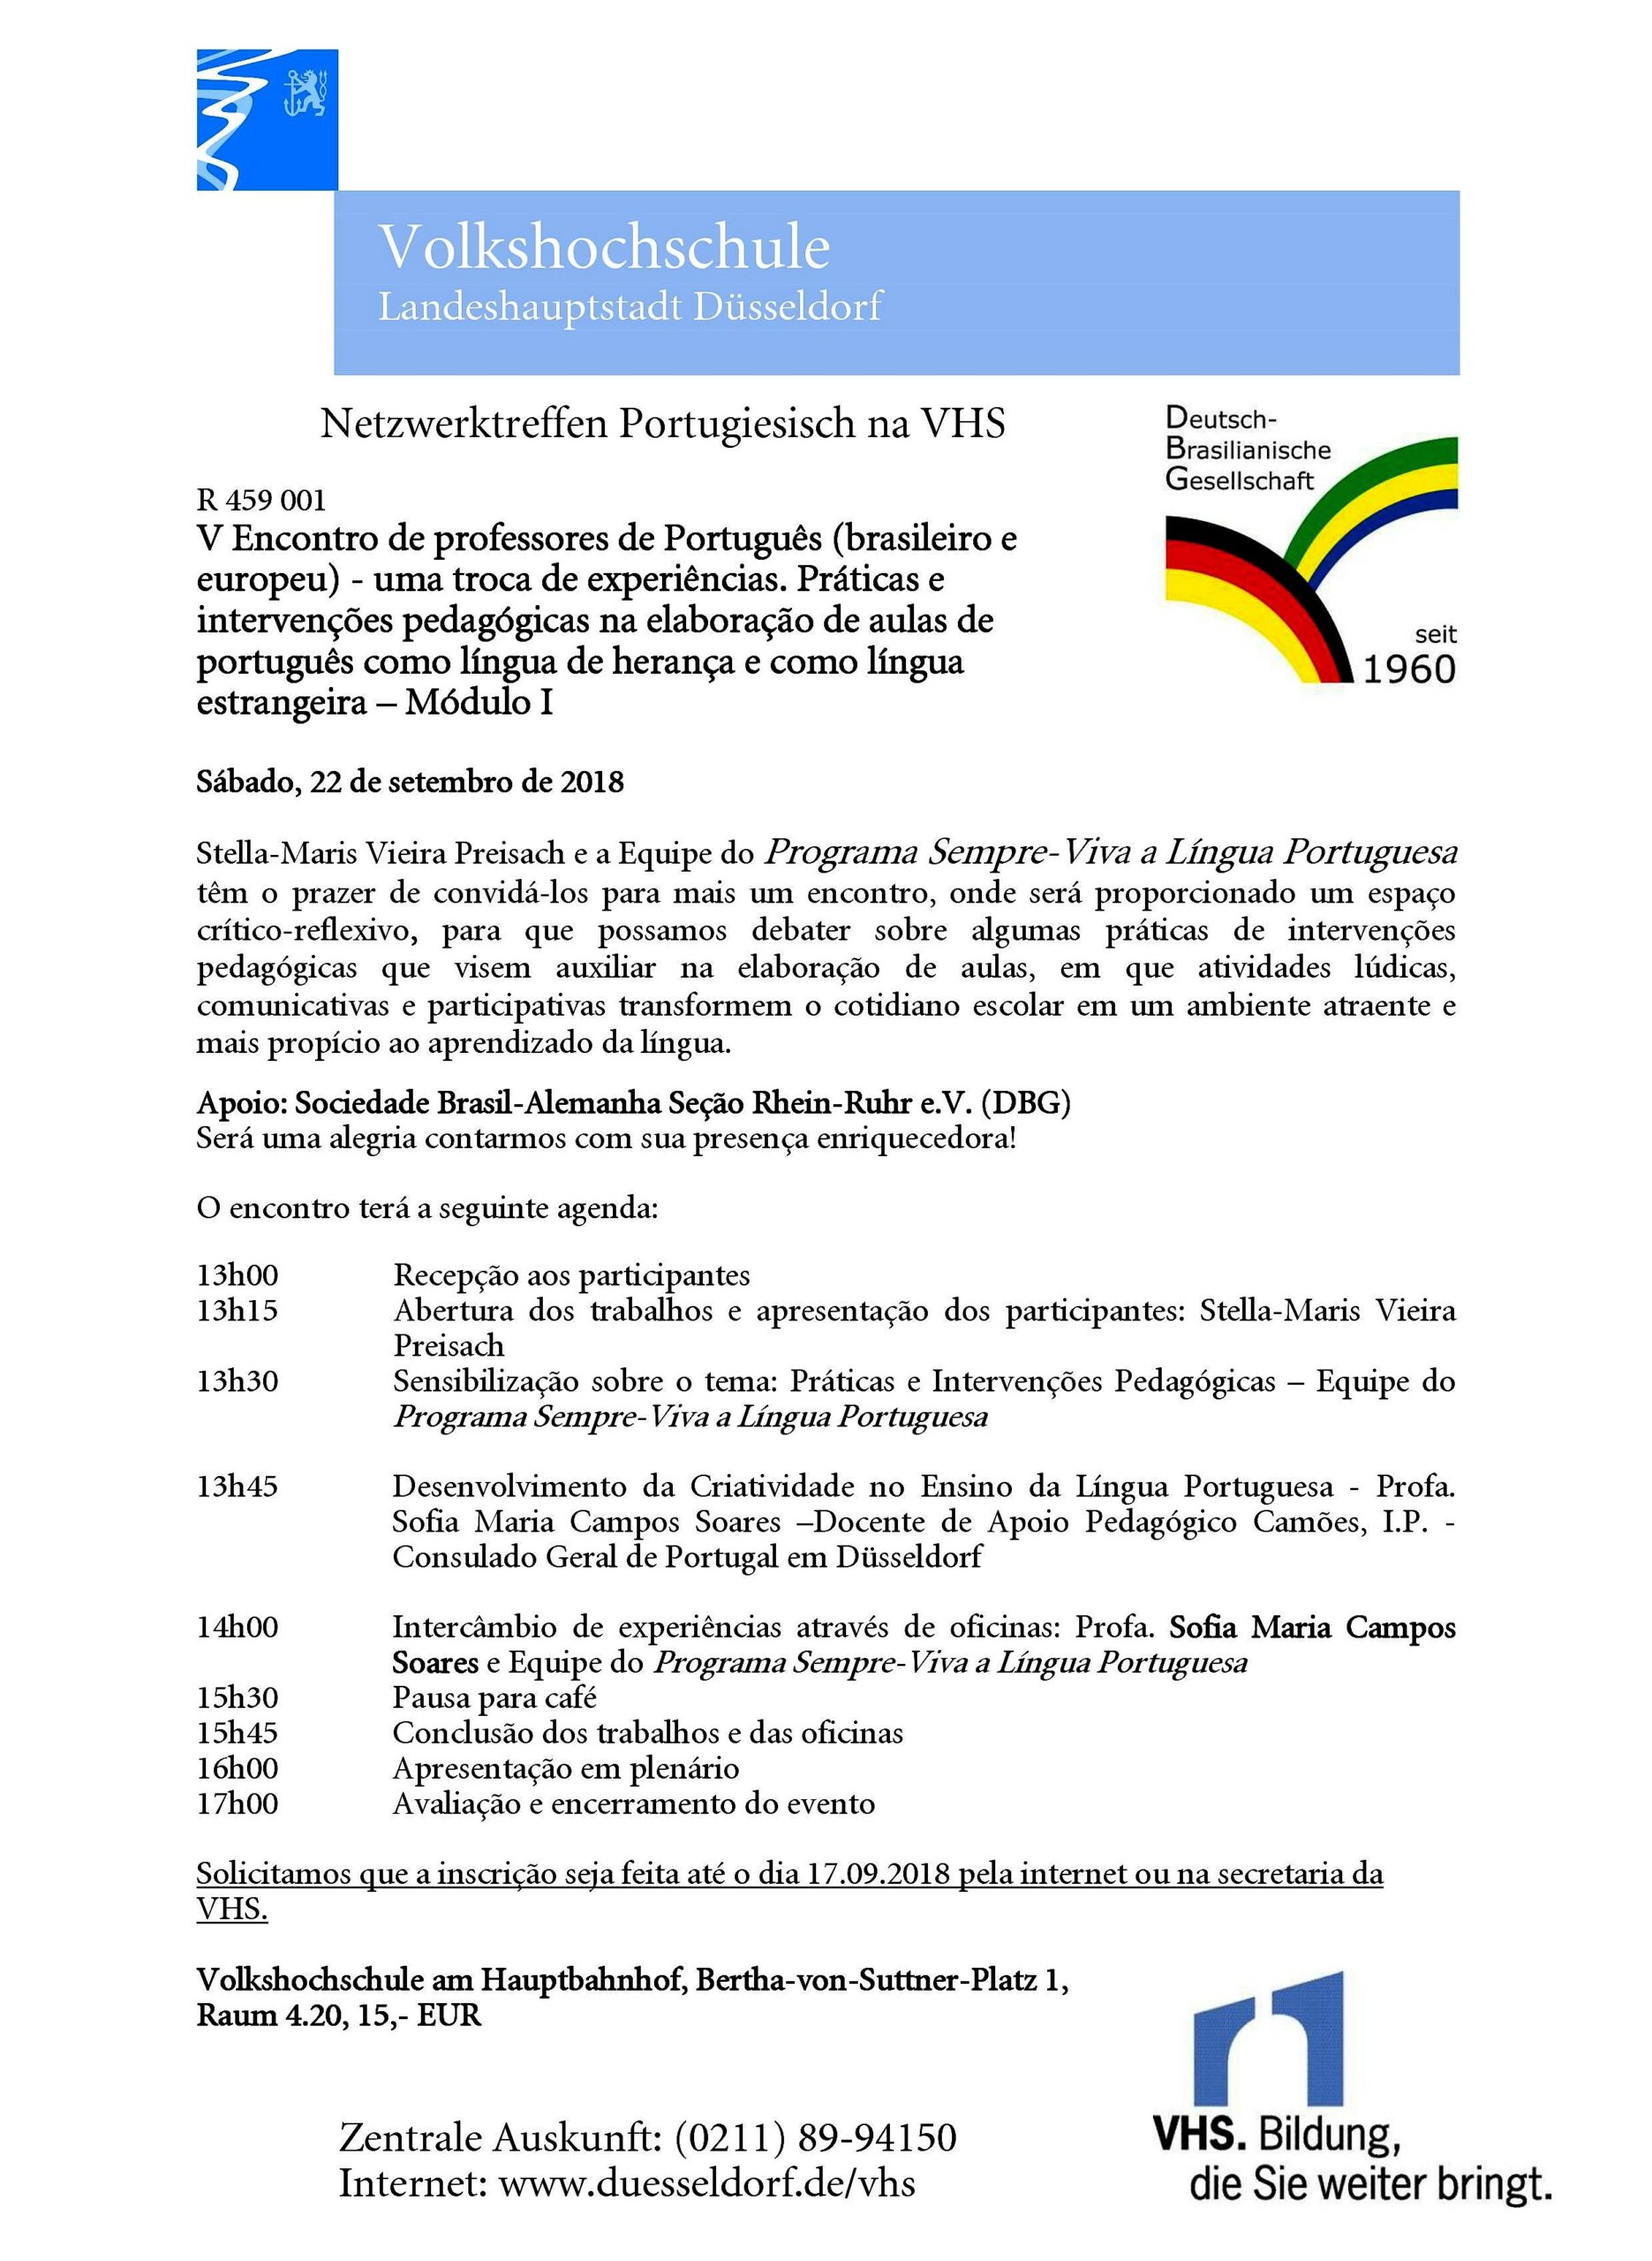 Volkshochschule
Landeshauptstadt Düsseldorf
Netzwerktreffen Portugiesisch na VHS
Deutsch-
Brasilianische
Gesellschaft
seit
1960
R 459 001
V Encontro de professores de Português (brasileiro e
europeu) - uma troca de experiências. Práticas e
intervenções pedagógicas na elaboração de aulas de
português como língua de herança e como língua
estrangeira – Módulo I
Sábado, 22 de setembro de 2018
Stella-Maris Vieira Preisach e a Equipe do Programa Sempre-Viva a Língua Portuguesa
têm o prazer de convidá-los para mais um encontro, onde será proporcionado um espaço
crítico-reflexivo, para que possamos debater sobre algumas práticas de intervenções
pedagógicas que visem auxiliar na elaboração de aulas, em que atividades lúdicas,
comunicativas e participativas transformem o cotidiano escolar em um ambiente atraente e
mais propício ao aprendizado da língua.
Apoio: Sociedade Brasil-Alemanha Seção Rhein-Ruhr e.V. (DBG)
Será uma alegria contarmos com sua presença enriquecedora!
O encontro terá a seguinte agenda:
13h00 Recepção aos participantes
13h15 Abertura dos trabalhos e apresentação dos participantes: Stella-Maris Vieira
Preisach
13h30 Sensibilização sobre o tema: Práticas e Intervenções Pedagógicas – Equipe do
Programa Sempre-Viva a Língua Portuguesa
13h45 Desenvolvimento da Criatividade no Ensino da Língua Portuguesa - Profa.
Sofia Maria Campos Soares –Docente de Apoio Pedagógico Camões, I.P. -
Consulado Geral de Portugal em Düsseldorf
14h00 Intercâmbio de experiências através de oficinas: Profa. Sofia Maria Campos
Soares e Equipe do Programa Sempre-Viva a Língua Portuguesa
15h30 Pausa para café
15h45 Conclusão dos trabalhos e das oficinas
16h00 Apresentação em plenário
17h00 Avaliação e encerramento do evento
Solicitamos que a inscrição seja feita até o dia 17.09.2018 pela internet ou na secretaria da
VHS.
Volkshochschule am Hauptbahnhof, Bertha-von-Suttner-Platz 1,
Raum 4.20, 15,- EUR
Zentrale Auskunft: (0211) 89-94150
Internet: www.duesseldorf.de/vhs
VHS. Bildung,
die Sie weiter bringt.